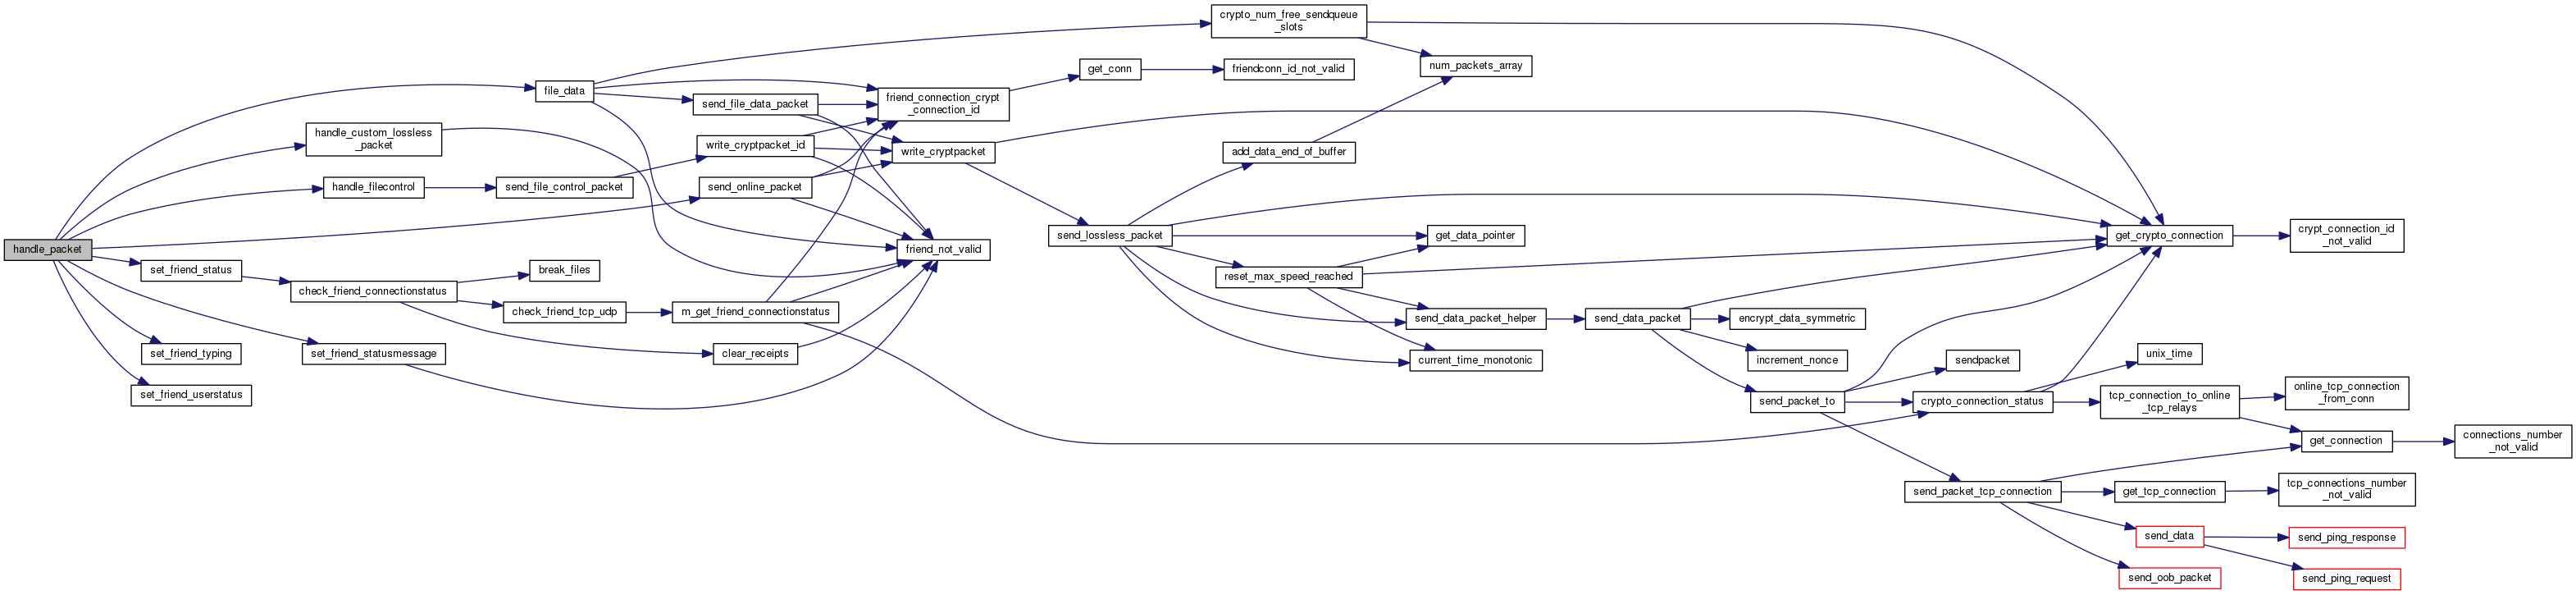 handle_packet
file_data
handle_custom_lossless
_packet
handle_filecontrol
set_friend_status
set_friend_statusmessage
set_friend_typing
set_friend_userstatus
send_file_control_packet
check_friend_connectionstatus
break_files
check_friend_tcp_udp
send_file_data_packet
write_cryptpacket_id
send_online_packet
m_get_friend_connectionstatus
clear_receipts
friend_connection_crypt
_connection_id
write_cryptpacket
friend_not_valid
get_conn
send_lossless_packet
crypto_num_free_sendqueue
_slots
friendconn_id_not_valid
add_data_end_of_buffer
reset_max_speed_reached
num_packets_array
get_data_pointer
send_data_packet_helper
current_time_monotonic
send_data_packet
encrypt_data_symmetric
increment_nonce
send_packet_to
sendpacket
crypto_connection_status
send_packet_tcp_connection
get_crypto_connection
unix_time
tcp_connection_to_online
_tcp_relays
get_tcp_connection
send_data
send_oob_packet
crypt_connection_id
_not_valid
online_tcp_connection
_from_conn
get_connection
tcp_connections_number
_not_valid
send_ping_response
send_ping_request
connections_number
_not_valid